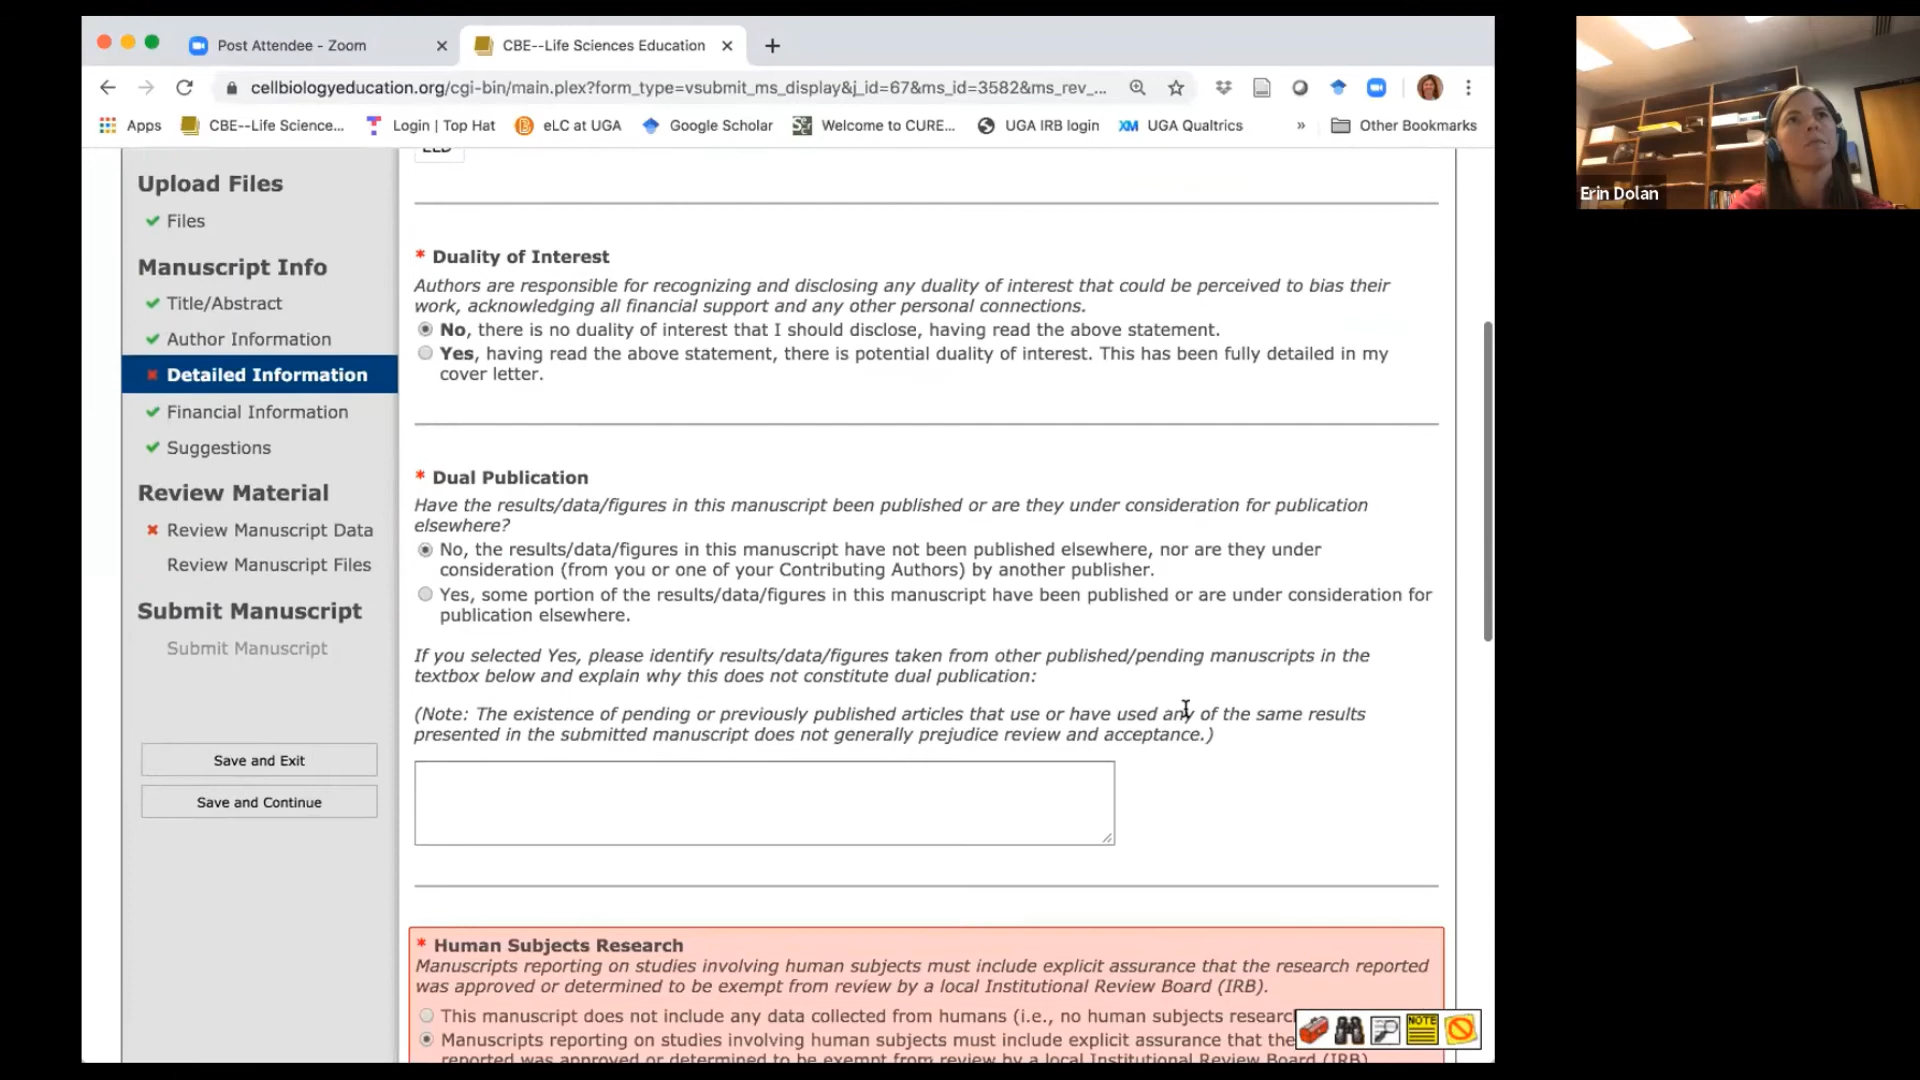 Post Attendee - Zoom
CBE--Life Sciences Education
cellbiologyeducation.org/cgi-bin/main.plex?form_type=vsubmit_ms_display&j_id=67&ms_id=3582&ms_rev_...
Apps
CBE--Life Science...
Login | Top Hat
eLC at UGA
Google Scholar
Welcome to CURE...
UGA IRB login
XM UGA Qualtrics
»
Other Bookmarks
Erin Dolan
Upload Files
Files
Manuscript Info
Title/Abstract
Author Information
Detailed Information
Financial Information
Suggestions
Review Material
Review Manuscript Data
Review Manuscript Files
Submit Manuscript
Submit Manuscript
Save and Exit
Save and Continue
* Duality of Interest
Authors are responsible for recognizing and disclosing any duality of interest that could be perceived to bias their
work, acknowledging all financial support and any other personal connections.
No, there is no duality of interest that I should disclose, having read the above statement.
Yes, having read the above statement, there is potential duality of interest. This has been fully detailed in my
cover letter.
* Dual Publication
Have the results/data/figures in this manuscript been published or are they under consideration for publication
elsewhere?
No, the results/data/figures in this manuscript have not been published elsewhere, nor are they under
consideration (from you or one of your Contributing Authors) by another publisher.
Yes, some portion of the results/data/figures in this manuscript have been published or are under consideration for
publication elsewhere.
If you selected Yes, please identify results/data/figures taken from other published/pending manuscripts in the
textbox below and explain why this does not constitute dual publication:
(Note: The existence of pending or previously published articles that use or have used any of the same results
presented in the submitted manuscript does not generally prejudice review and acceptance.)
* Human Subjects Research
Manuscripts reporting on studies involving human subjects must include explicit assurance that the research reported
was approved or determined to be exempt from review by a local Institutional Review Board (IRB).
This manuscript does not include any data collected from humans (i.e., no human subjects researc
Manuscripts reporting on studies involving human subjects must include explicit assurance that the
reported was approved or determined to be exempt from review by a local Institutional Review Board (IRB)
NOTE